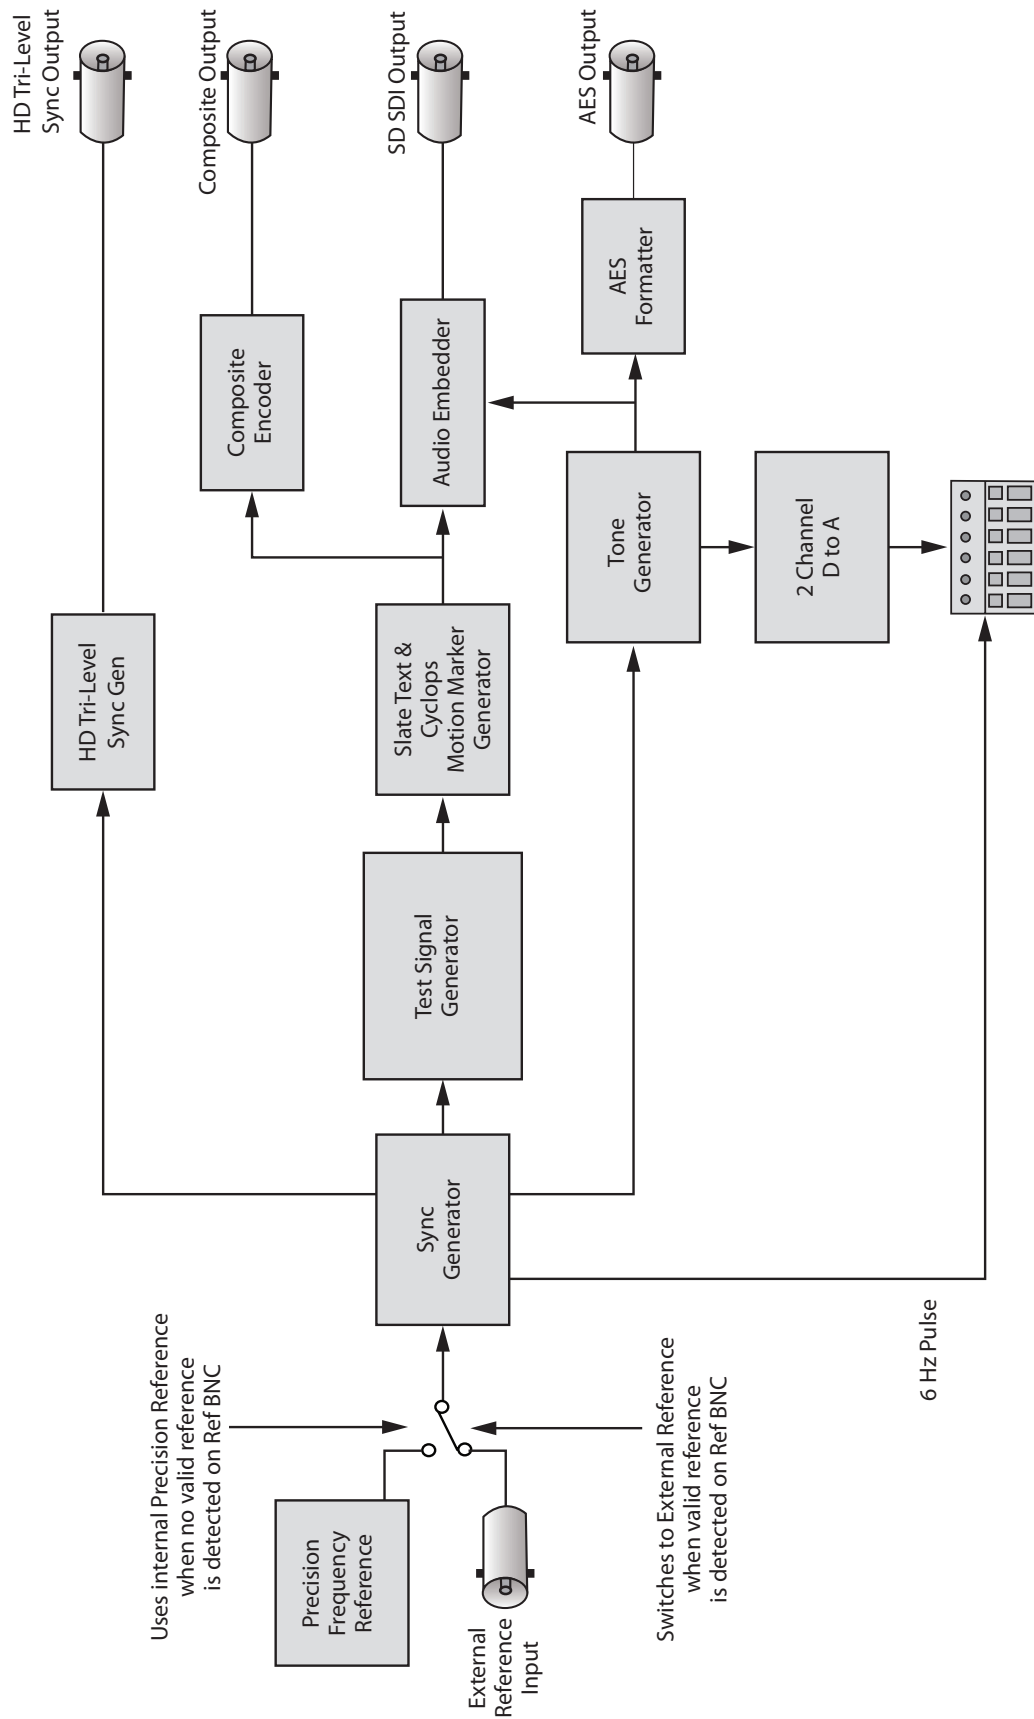 Uses internal Precision Reference
when no valid reference
is detected on Ref BNC
Precision
Frequency
Reference
External
Reference
Input
Switches to External Reference
when valid reference
is detected on Ref BNC
Sync
Generator
6 Hz Pulse
Test Signal
Generator
HD Tri-Level
Sync Gen
Slate Text &
Cyclops
Motion Marker
Generator
Tone
Generator
2 Channel
D to A
Composite
Encoder
Audio Embedder
AES
Formatter
HD Tri-Level
Sync Output
Composite Output
SD SDI Output
AES Output